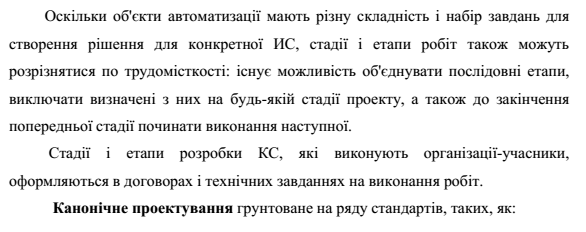 Оскільки об'єкти автоматизації мають різну складність і набір завдань для
створення рішення для конкретної ИС, стадії і етапи робіт також можуть
розрізнятися по трудомісткості: існує можливість об'єднувати послідовні етапи,
виключати визначені з них на будь-якій стадії проекту, а також до закінчення
попередньої стадії починати виконання наступної.
Стадії і етапи розробки КС, які виконують організації-учасники,
оформляються в договорах і технічних завданнях на виконання робіт.
Канонічне проектування грунтоване на ряду стандартів, таких, як: